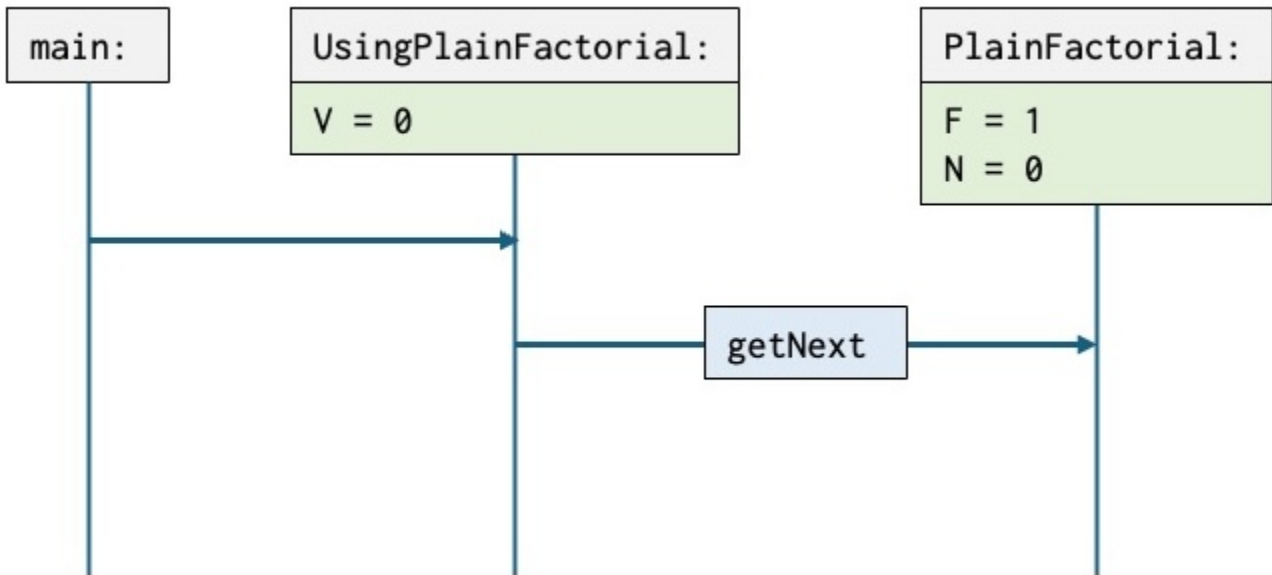 main:
UsingPlainFactorial:
V = 0
PlainFactorial:
F = 1
N = 0
getNext